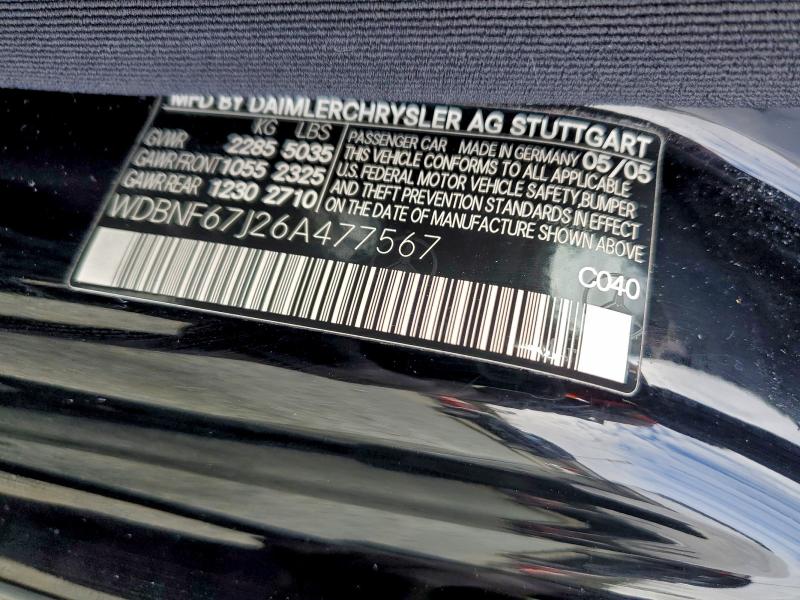 MFD BY DAIMLERCHRYSLER AG STUTTGART
KG LBS
GVWR 2285 5035
GAWR FRONT 1055 2325
GAWR REAR 1230 2710
PASSENGER CAR MADE IN GERMANY 05/05
THIS VEHICLE CONFORMS TO ALL APPLICABLE
U.S. FEDERAL MOTOR VEHICLE SAFETY, BUMPER
AND THEFT PREVENTION STANDARDS IN EFFECT
ON THE DATE OF MANUFACTURE SHOWN ABOVE
WDBNF67J26A477567
C040